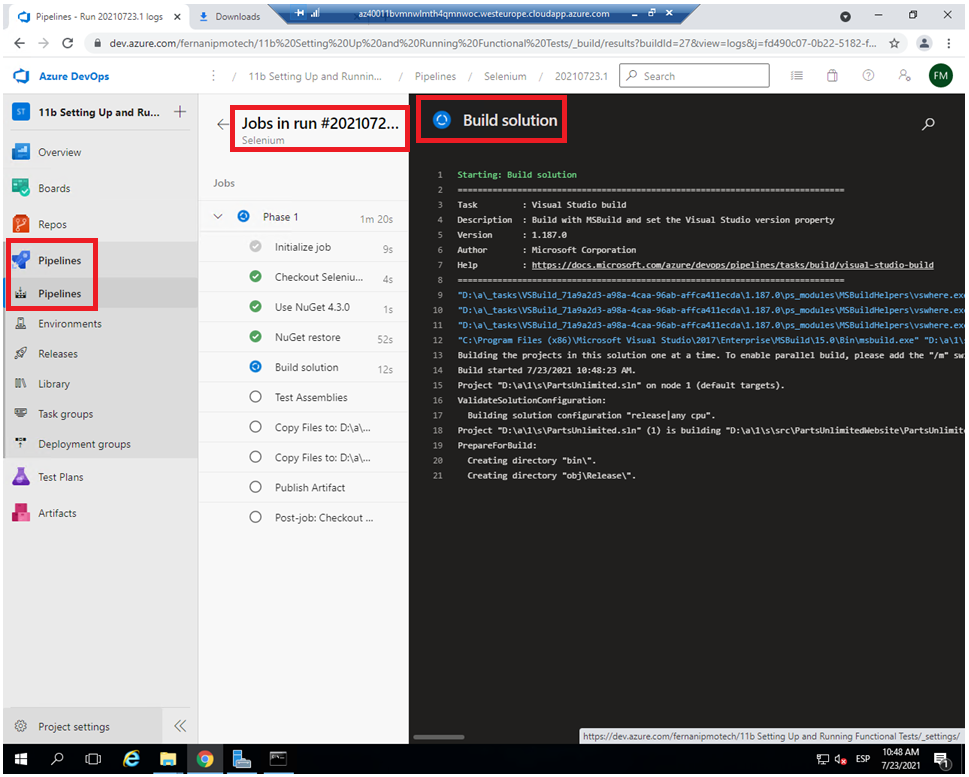 Pipelines - Run 20210723.1 logs
Downloads
az40011bvmnwlmth4qmnwoc.westeurope.cloudapp.azure.com
dev.azure.com/fernanipmotech/11b%20Setting%20Up%20and%20Running%20Functional%20Tests/_build/results?buildId=27&view=logs&j=fd490c07-0b22-5182-f...
Azure DevOps
/ 11b Setting Up and Runnin... / Pipelines / Selenium / 20210723.1
Search
FM
ST
11b Setting Up and Ru...
Overview
Boards
Repos
Pipelines
Pipelines
Environments
Releases
Library
Task groups
Deployment groups
Test Plans
Artifacts
Project settings
Jobs in run #2021072...
Selenium
Jobs
Phase 1 1m 20s
Initialize job 9s
Checkout Seleniu... 4s
Use NuGet 4.3.0 1s
NuGet restore 52s
Build solution 12s
Test Assemblies
Copy Files to: D:\a\...
Copy Files to: D:\a\...
Publish Artifact
Post-job: Checkout ...
Build solution
1 Starting: Build solution
2 ==============================================================================
3 Task : Visual Studio build
4 Description : Build with MSBuild and set the Visual Studio version property
5 Version : 1.187.0
6 Author : Microsoft Corporation
7 Help : https://docs.microsoft.com/azure/devops/pipelines/tasks/build/visual-studio-build
8 ==============================================================================
9 "D:\a\_tasks\VSBuild_71a9a2d3-a98a-4caa-96ab-affca411ecda\1.187.0\ps_modules\MSBuildHelpers\vswhere.exe
10 "D:\a\_tasks\VSBuild_71a9a2d3-a98a-4caa-96ab-affca411ecda\1.187.0\ps_modules\MSBuildHelpers\vswhere.exe
11 "D:\a\_tasks\VSBuild_71a9a2d3-a98a-4caa-96ab-affca411ecda\1.187.0\ps_modules\MSBuildHelpers\vswhere.exe
12 "C:\Program Files (x86)\Microsoft Visual Studio\2017\Enterprise\MSBuild\15.0\Bin\msbuild.exe" "D:\a\1\s
13 Building the projects in this solution one at a time. To enable parallel build, please add the "/m" swi
14 Build started 7/23/2021 10:48:23 AM.
15 Project "D:\a\1\s\PartsUnlimited.sln" on node 1 (default targets).
16 ValidateSolutionConfiguration:
17 Building solution configuration "release|any cpu".
18 Project "D:\a\1\s\PartsUnlimited.sln" (1) is building "D:\a\1\s\src\PartsUnlimitedWebsite\PartsUnlimite
19 PrepareForBuild:
20 Creating directory "bin\".
21 Creating directory "obj\Release\".
https://dev.azure.com/fernanipmotech/11b Setting Up and Running Functional Tests/_settings/
ESP
10:48 AM
7/23/2021
1